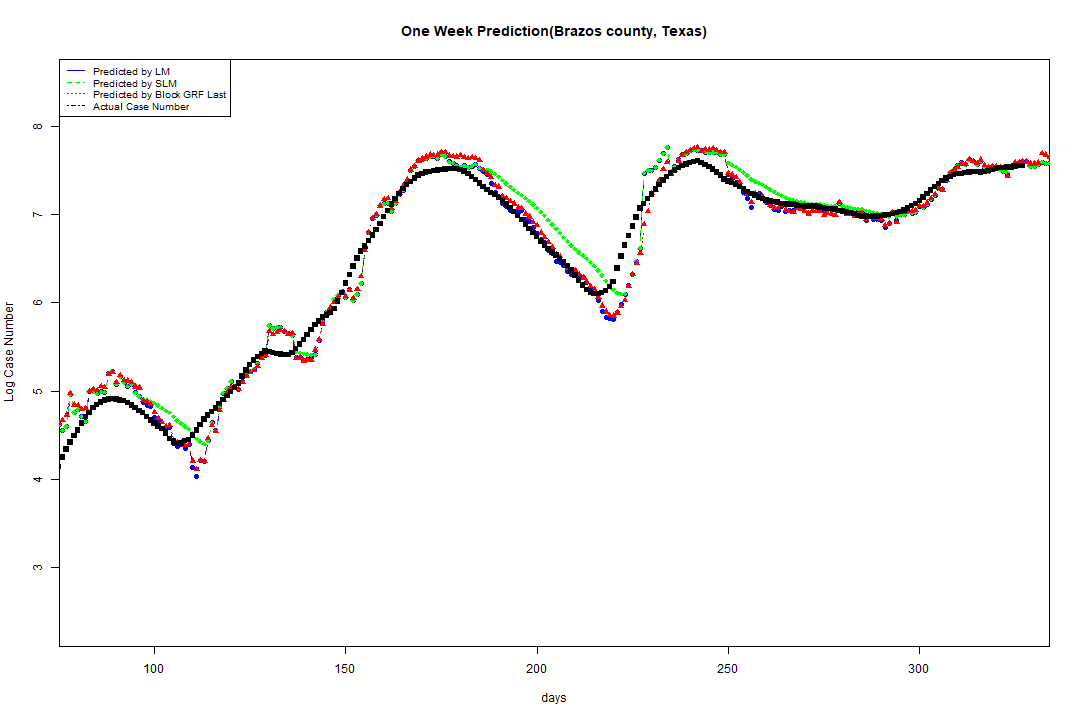 One Week Prediction(Brazos county, Texas)
Predicted by LM
Predicted by SLM
Predicted by Block GRF Last
Actual Case Number
8
7
6
5
4
3
Log Case Number
100 150 200 250 300
days